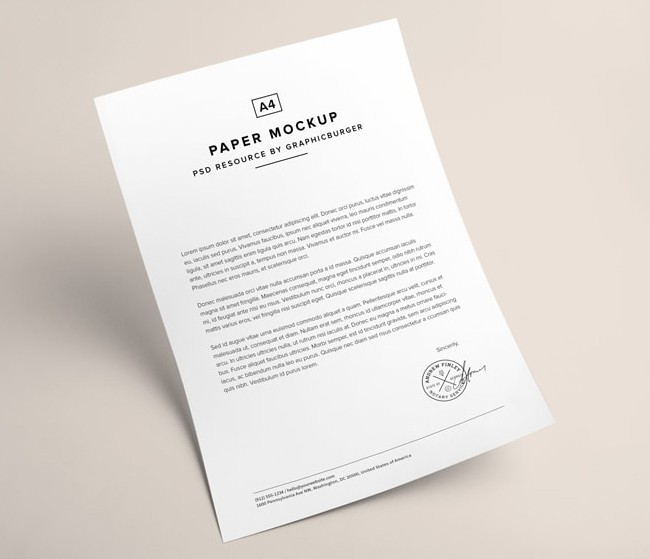 A4
PAPER MOCKUP
PSD RESOURCE BY GRAPHICBURGER
Lorem ipsum dolor sit amet, consectetur adipiscing elit. Donec orci purus, luctus vitae dignissim
eu, iaculis sed metus. Vivamus faucibus, ipsum nec aliquet viverra, leo mauris condimentum
ligula, sit amet sagittis enim ligula quis arcu. Nam egestas tortor id nisi porttitor mattis. In tortor
ante, ultricies in suscipit a, tempus non massa. Vivamus et auctor mi. Fusce vel massa nulla.
Phasellus nec eros mauris, et scelerisque orci.
Donec malesuada orci vitae nulla accumsan porta a id massa. Quisque accumsan iaculis
magna sit amet fringilla. Maecenas consequat, magna eget tincidunt semper, odio nibh rutrum
mi, id feugiat ante nisi eu risus. Vestibulum nunc orci, rhoncus a placerat in, ultricies in mi. Cras
mattis varius eros, vel fringilla nisi suscipit eget. Quisque scelerisque sagittis nulla at porttitor.
Sed id augue vitae urna euismod commodo aliquet a quam. Pellentesque arcu velit, cursus et
malesuada ut, consequat et diam. Nullam erat sem, rhoncus id ullamcorper vitae, rhoncus et
arcu. In ultricies ultricies nulla, ut rutrum nisi iaculis at. Donec eu magna a metus ornare fauci-
bus. Fusce aliquet faucibus ultricies. Morbi semper, est id tincidunt gravida, sem arcu adipiscing
lacus, ac bibendum nulla leo eu purus. Quisque nec diam sed risus consectetur a ccumsan quis
quis nibh. Vestibulum id purus lorem.
Sincerily,
ANDREW FINLEY
NOTARY SERVICE
(612) 555-1234 / hello@yourwebsite.com
1600 Pennsylvania Ave NW, Washington, DC 20500, United States of America